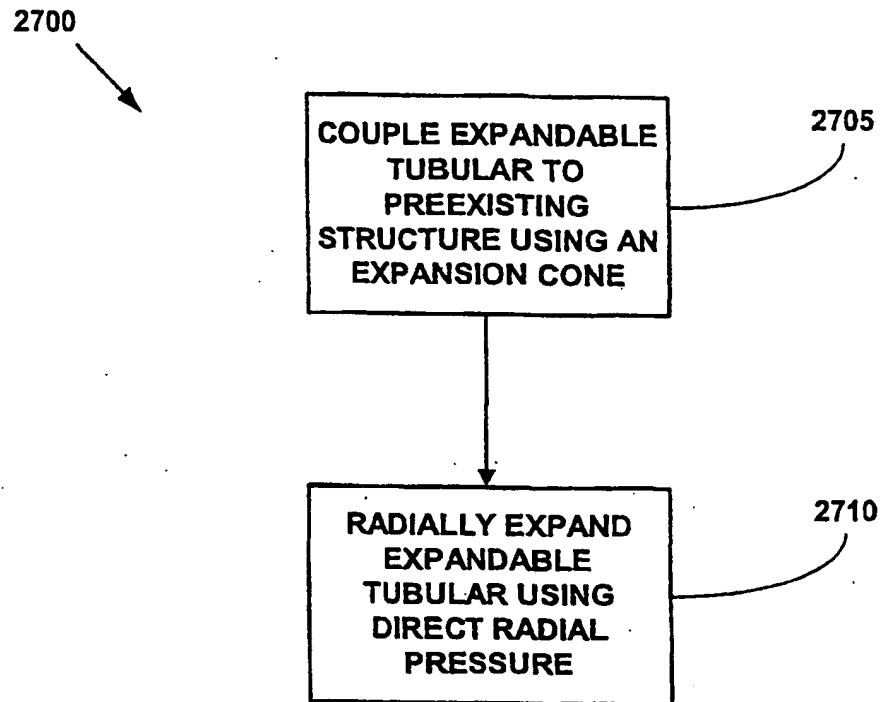 2700
COUPLE EXPANDABLE
TUBULAR TO
PREEXISTING
STRUCTURE USING AN
EXPANSION CONE
2705
RADIALLY EXPAND
EXPANDABLE
TUBULAR USING
DIRECT RADIAL
PRESSURE
2710